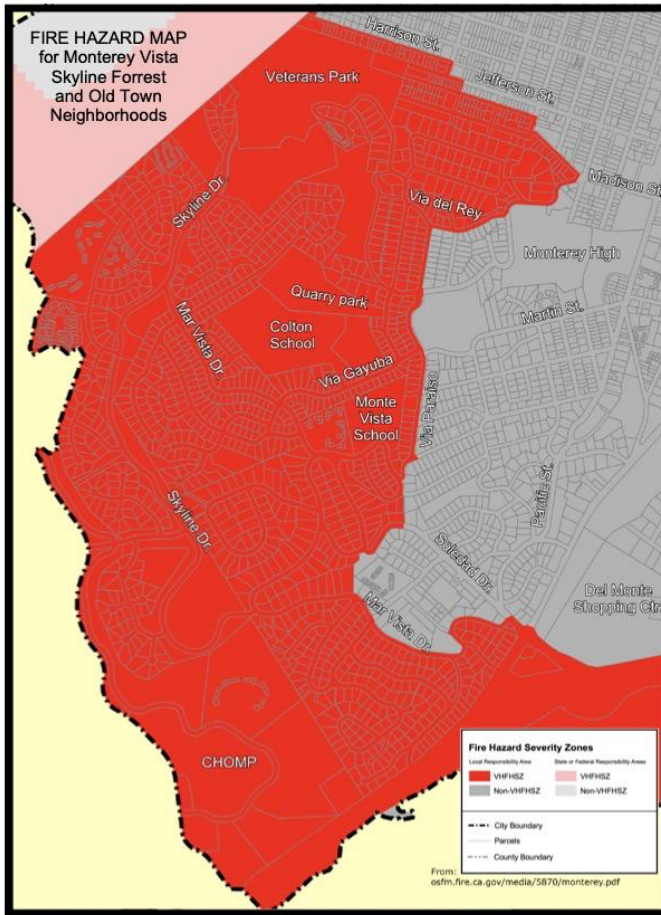 FIRE HAZARD MAP
for Monterey Vista
Skyline Forrest
and Old Town
Neighborhoods
Harrison St.
Veterans Park
Jefferson St.
Madison St.
Skyline Dr.
Via del Rey
Monterey High
Quarry park
Martin St.
Colton
School
Mar Vista Dr.
Via Gayuba
Monte
Vista
School
Via Paraiso
Pacific St.
Skyline Dr.
Soledad Dr.
Del Monte
Shopping Ctr.
Mar Vista Dr.
CHOMP
Fire Hazard Severity Zones
Local Responsibility Area
State or Federal Responsibility Areas
VHFHSZ
VHFHSZ
Non-VHFHSZ
Non-VHFHSZ
City Boundary
Parcels
County Boundary
From:
osfm.fire.ca.gov/media/5870/monterey.pdf